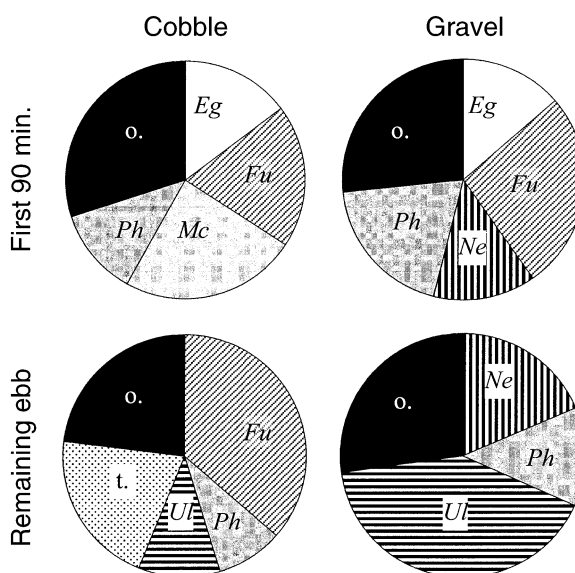 Cobble
Gravel
First 90 min.
o.
Eg
Fu
Mc
Ph
o.
Eg
Fu
Ne
Ph
Remaining ebb
o.
Fu
Ph
Ul
t.
o.
Ne
Ph
Ul